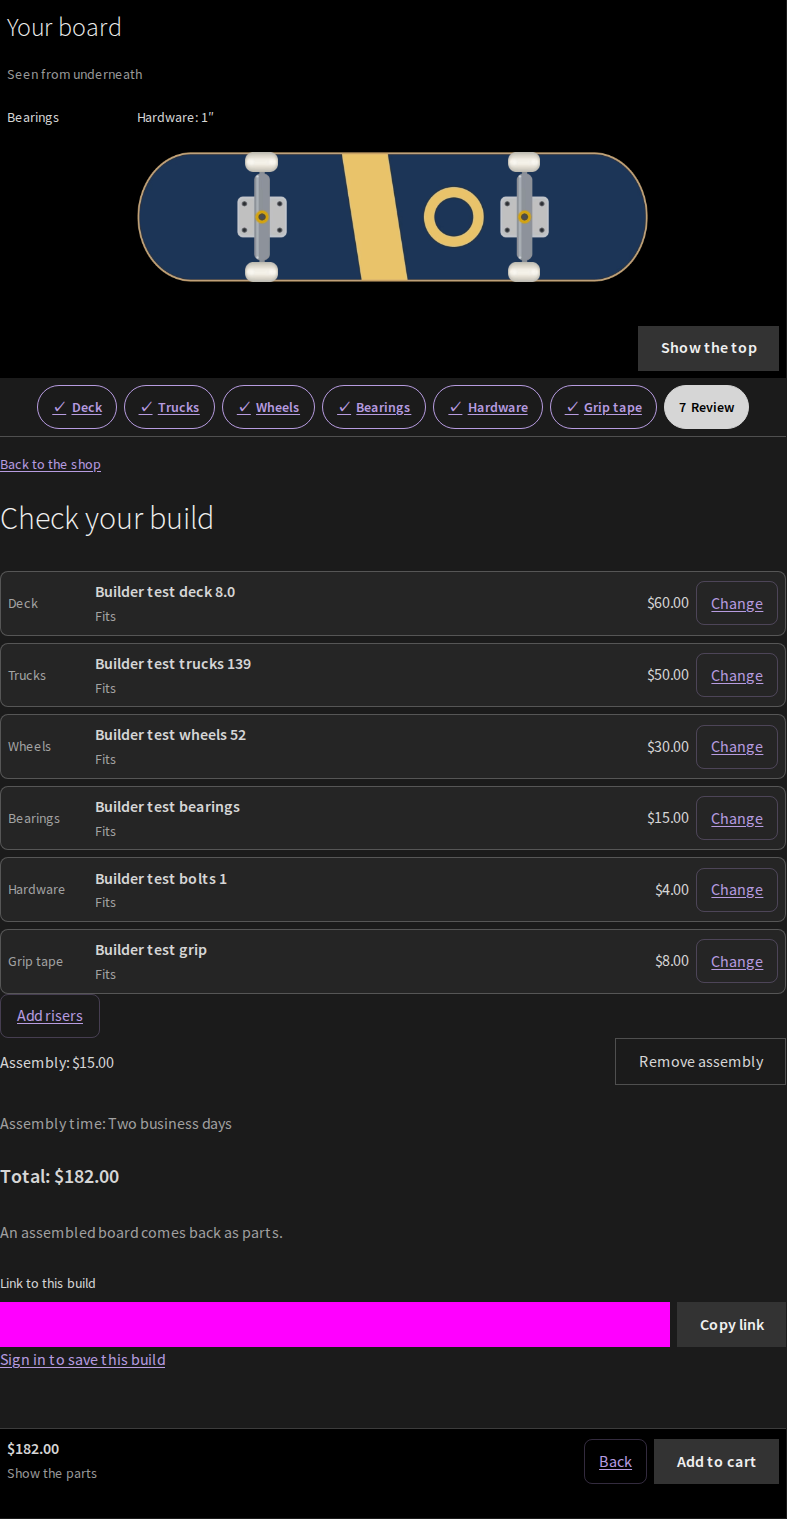 Your board
Seen from underneath
Bearings
Hardware: 1"
Show the top
✓ Deck
✓ Trucks
✓ Wheels
✓ Bearings
✓ Hardware
✓ Grip tape
7 Review
Back to the shop
Check your build
Deck
Builder test deck 8.0
Fits
$60.00
Change
Trucks
Builder test trucks 139
Fits
$50.00
Change
Wheels
Builder test wheels 52
Fits
$30.00
Change
Bearings
Builder test bearings
Fits
$15.00
Change
Hardware
Builder test bolts 1
Fits
$4.00
Change
Grip tape
Builder test grip
Fits
$8.00
Change
Add risers
Assembly: $15.00
Remove assembly
Assembly time: Two business days
Total: $182.00
An assembled board comes back as parts.
Link to this build
Copy link
Sign in to save this build
$182.00
Show the parts
Back
Add to cart